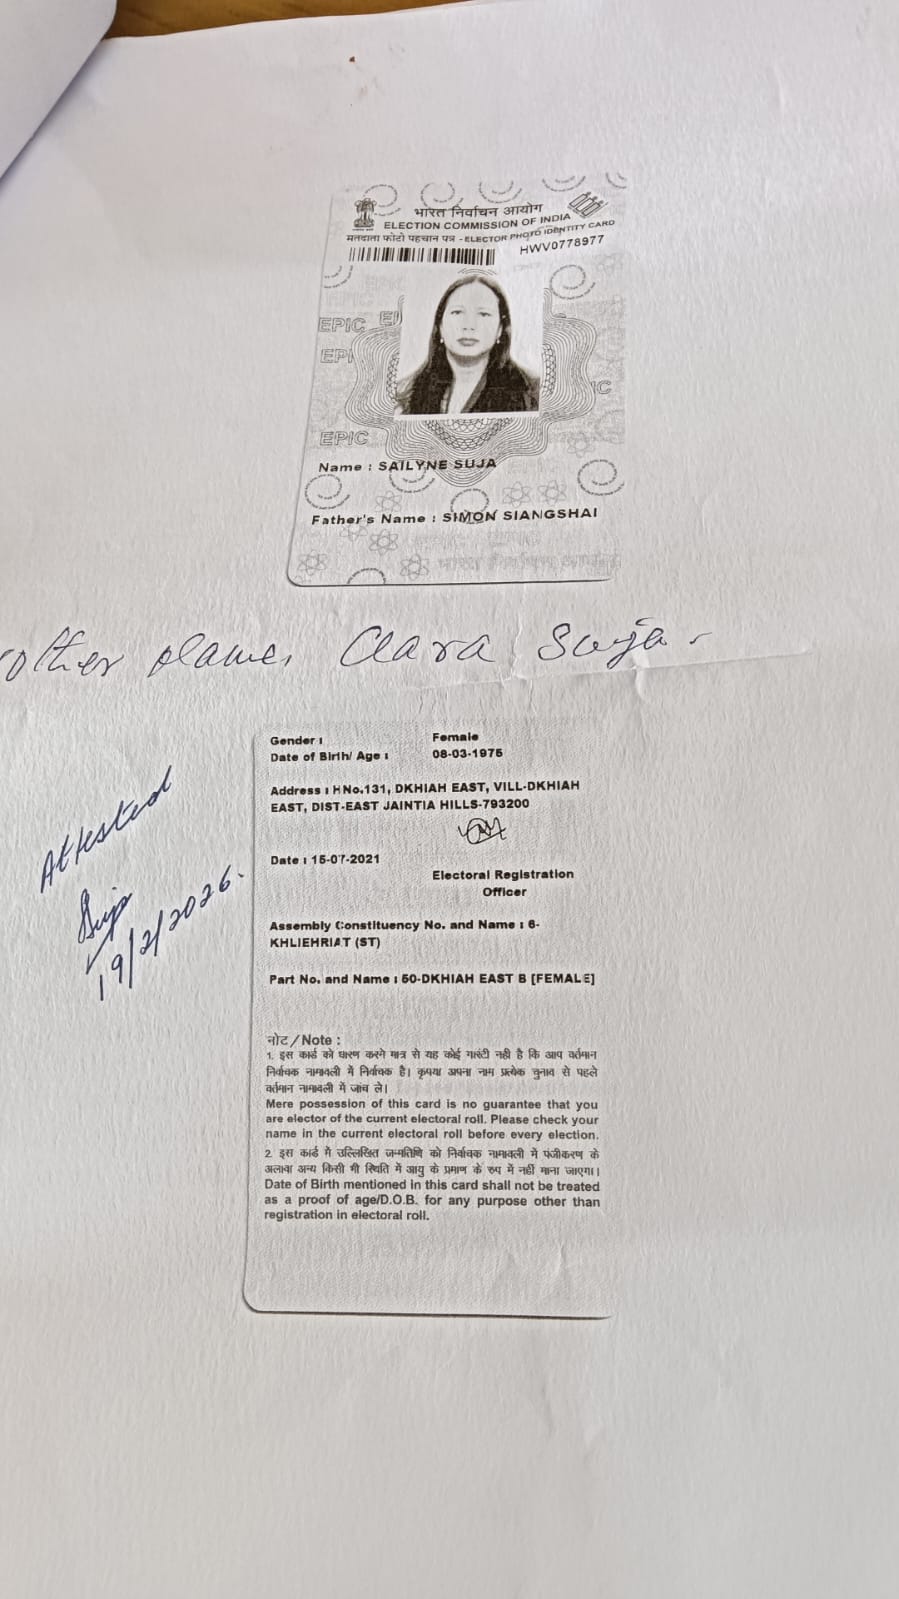 भारत निर्वाचन आयोग
ELECTION COMMISSION OF INDIA
मतदाता फोटो पहचान पत्र - ELECTOR PHOTO IDENTITY CARD
HWV0778977
EPIC
EPIC
EPI
EPIC
Name : SAILYNE SUJA
Father's Name : SIMON SIANGSHAI
Clara Suja
Gender :
Female
Date of Birth/ Age :
08-03-1975
Address : H No.131, DKHIAH EAST, VILL-DKHIAH
EAST, DIST-EAST JAINTIA HILLS-793200
Attested
Suja
19/2/2026.
Date : 15-07-2021
Electoral Registration
Officer
Assembly Constituency No. and Name : 6-
KHLIEHRIAT (ST)
Part No. and Name : 50-DKHIAH EAST B [FEMALE]
नोट / Note :
1. इस कार्ड को धारण करने मात्र से यह कोई गारंटी नही है कि आप वर्तमान
निर्वाचक नामावली में निर्वाचक है। कृपया अपना नाम प्रत्येक चुनाव से पहले
वर्तमान नामावली में जांच ले।
Mere possession of this card is no guarantee that you
are elector of the current electoral roll. Please check your
name in the current electoral roll before every election.
2. इस कार्ड में उल्लिखित जन्मतिथि को निर्वाचक नामावली में पंजीकरण के
अलावा अन्य किसी भी स्थिति में आयु के प्रमाण के रुप में नहीं माना जाएगा।
Date of Birth mentioned in this card shall not be treated
as a proof of age/D.O.B. for any purpose other than
registration in electoral roll.